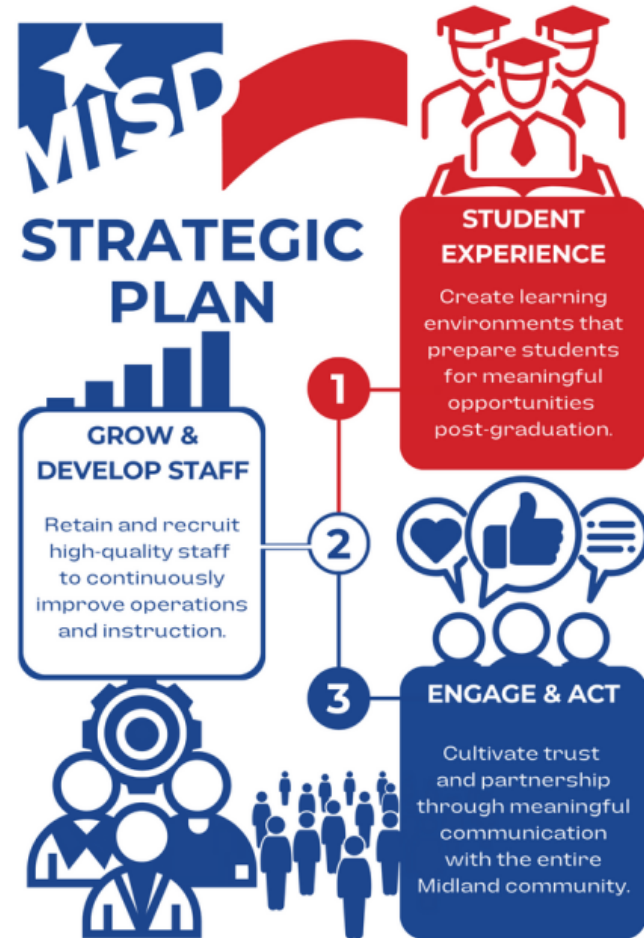 MISD
STRATEGIC
PLAN
1
STUDENT
EXPERIENCE
Create learning
environments that
prepare students
for meaningful
opportunities
post-graduation.
2
GROW &
DEVELOP STAFF
Retain and recruit
high-quality staff
to continuously
improve operations
and instruction.
3
ENGAGE & ACT
Cultivate trust
and partnership
through meaningful
communication
with the entire
Midland community.